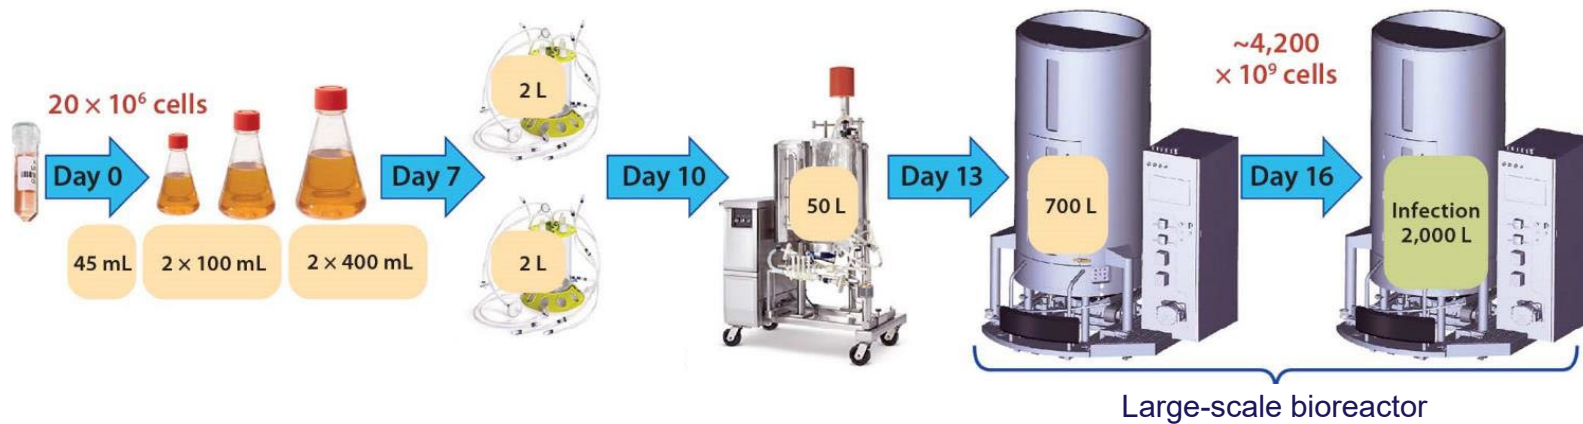 20 × 10⁶ cells
Day 0
45 mL
2 × 100 mL
2 × 400 mL
Day 7
2 L
2 L
Day 10
50 L
Day 13
700 L
~4,200
× 10⁹ cells
Day 16
Infection
2,000 L
Large-scale bioreactor